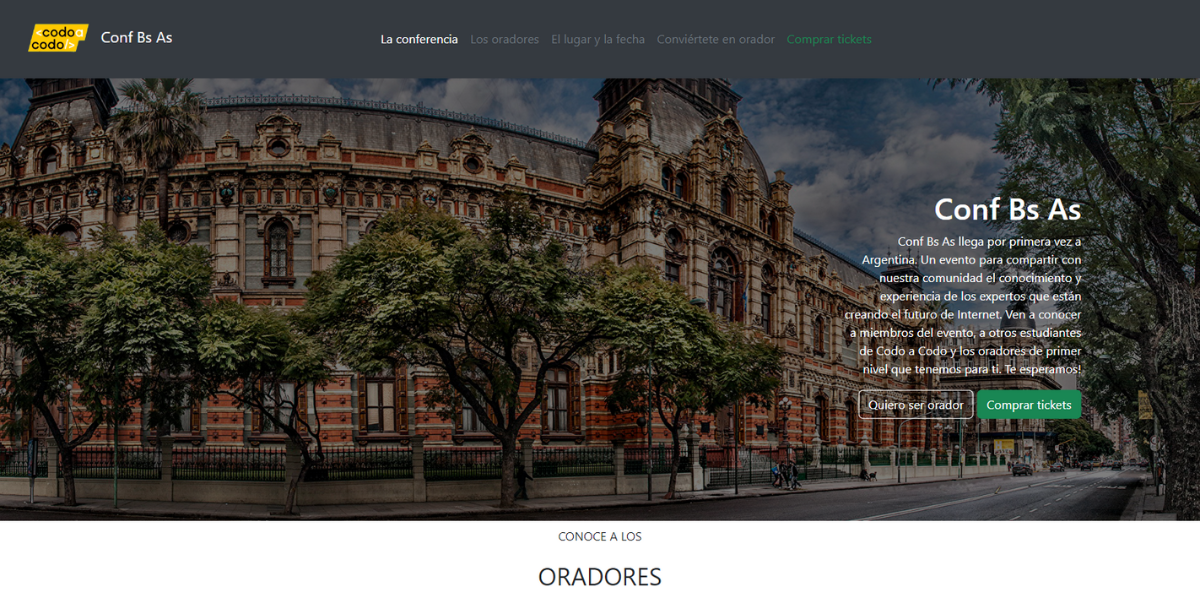 <codo a
codo/>
Conf Bs As
La conferencia Los oradores El lugar y la fecha Conviértete en orador Comprar tickets
Conf Bs As
Conf Bs As llega por primera vez a
Argentina. Un evento para compartir con
nuestra comunidad el conocimiento y
experiencia de los expertos que están
creando el futuro de Internet. Ven a conocer
a miembros del evento, a otros estudiantes
de Codo a Codo y los oradores de primer
nivel que tenemos para ti. Te esperamos!
Quiero ser orador Comprar tickets
CONOCE A LOS
ORADORES